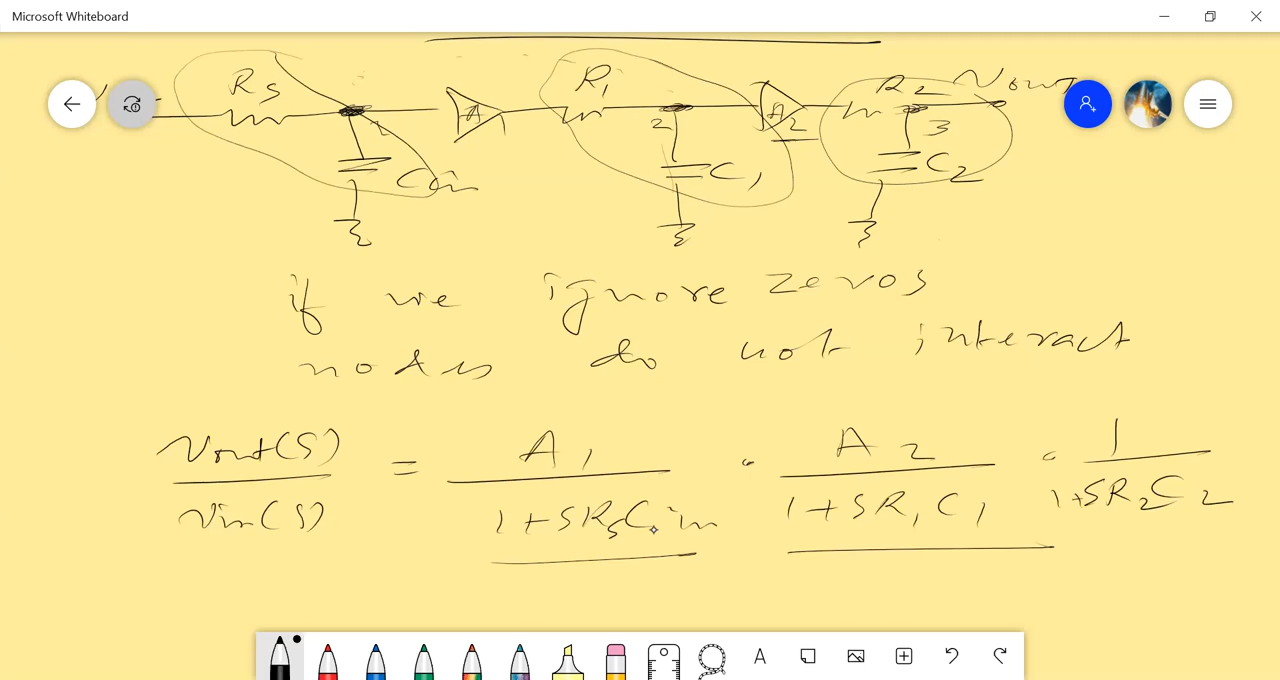 Microsoft Whiteboard
Rs R1 R2 Vout
A A2
2 3
Cin C1 C2
if we ignore zeros
nodes do not interact
Vout(S) = A1 . A2 . 1
Vin(S) 1+SRsCin 1+SR1C1 1+SR2C2
A